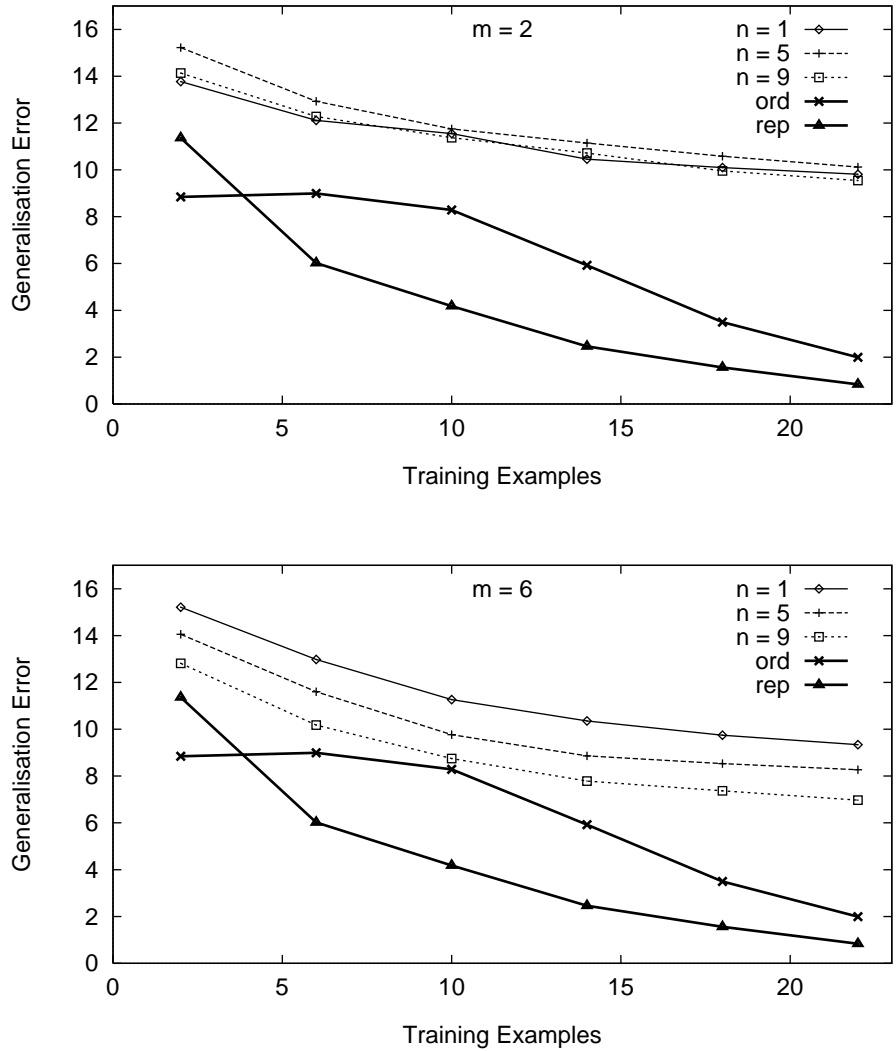 16
14
12
10
8
6
4
2
0
Generalisation Error
m = 2
n = 1
n = 5
n = 9
ord
rep
0 5 10 15 20
Training Examples
16
14
12
10
8
6
4
2
0
Generalisation Error
m = 6
n = 1
n = 5
n = 9
ord
rep
0 5 10 15 20
Training Examples